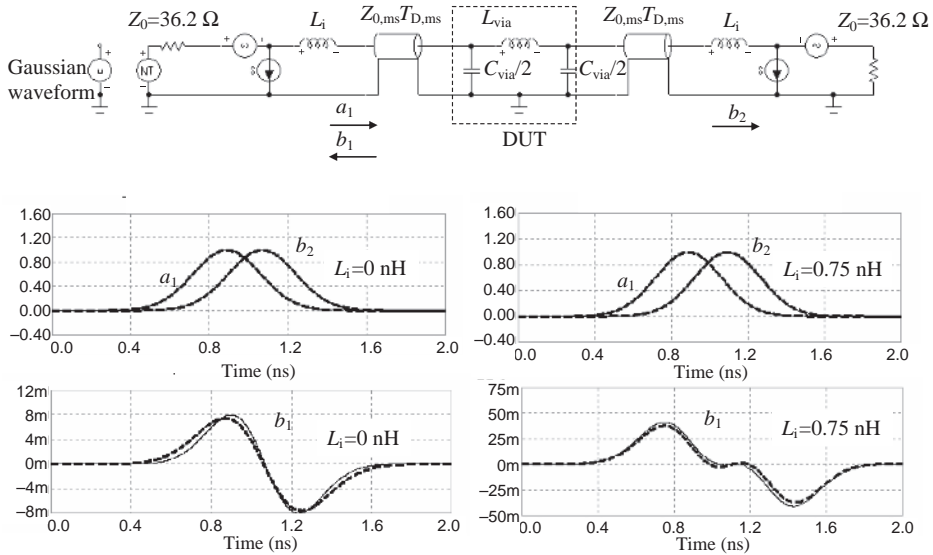 Z0=36.2 Ω
Li
Z0,msTD,ms
Lvia
Z0,msTD,ms
Li
Z0=36.2 Ω
Gaussian waveform
NT
Cvia/2
Cvia/2
a1
b1
DUT
b2
1.60
1.20
0.80
0.40
0.00
–0.40
a1
b2
Li=0 nH
0.0 0.4 0.8 1.2 1.6 2.0
Time (ns)
1.60
1.20
0.80
0.40
0.00
–0.40
a1
b2
Li=0.75 nH
0.0 0.4 0.8 1.2 1.6 2.0
Time (ns)
12m
8m
4m
0m
–4m
–8m
b1
Li=0 nH
0.0 0.4 0.8 1.2 1.6 2.0
Time (ns)
75m
50m
25m
0m
–25m
–50m
b1
Li=0.75 nH
0.0 0.4 0.8 1.2 1.6 2.0
Time (ns)